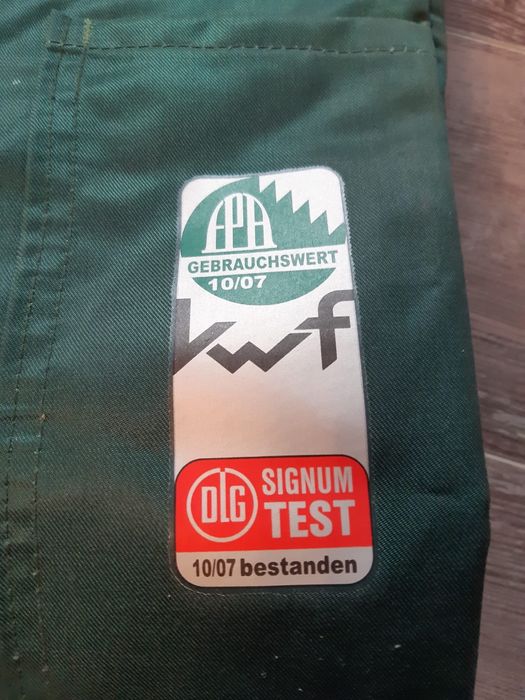 FPA
GEBRAUCHSWERT
10/07
kwf
DLG
SIGNUM
TEST
10/07 bestanden